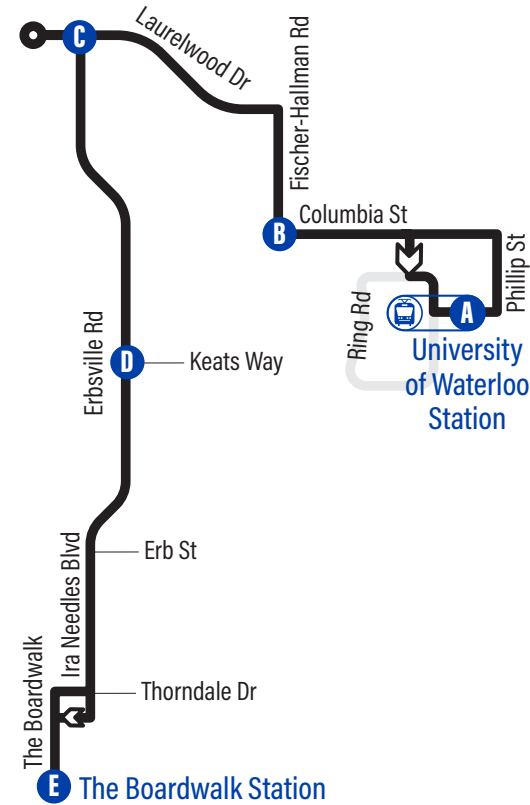 C
Laurelwood Dr
Fischer-Hallman Rd
B
Columbia St
Phillip St
Ring Rd
A
University
of Waterloo
Station
Erbsville Rd
D
Keats Way
Ira Needles Blvd
Erb St
The Boardwalk
Thorndale Dr
E
The Boardwalk Station